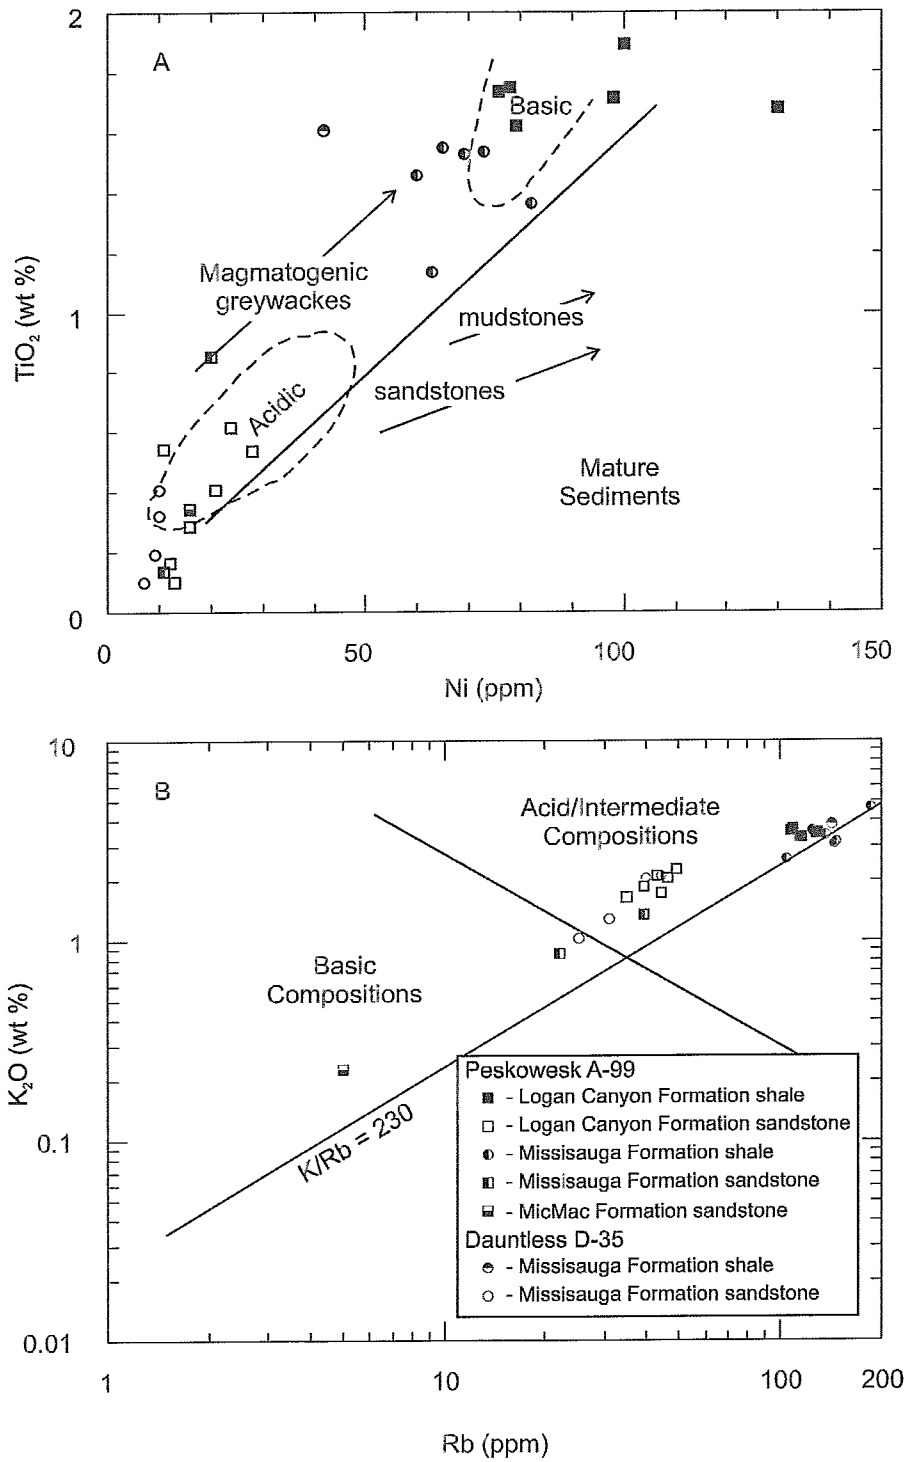 2
A
Basic
Magmatogenic
greywackes
1
mudstones
TiO₂ (wt %)
Acidic
sandstones
Mature
Sediments
0
0
50
100
150
Ni (ppm)
10
B
Acid/Intermediate
Compositions
1
Basic
Compositions
K₂O (wt %)
Peskowesk A-99
- Logan Canyon Formation shale
- Logan Canyon Formation sandstone
0.1
K/Rb = 230
- Missisauga Formation shale
- Missisauga Formation sandstone
- MicMac Formation sandstone
Dauntless D-35
- Missisauga Formation shale
- Missisauga Formation sandstone
0.01
1
10
100
200
Rb (ppm)